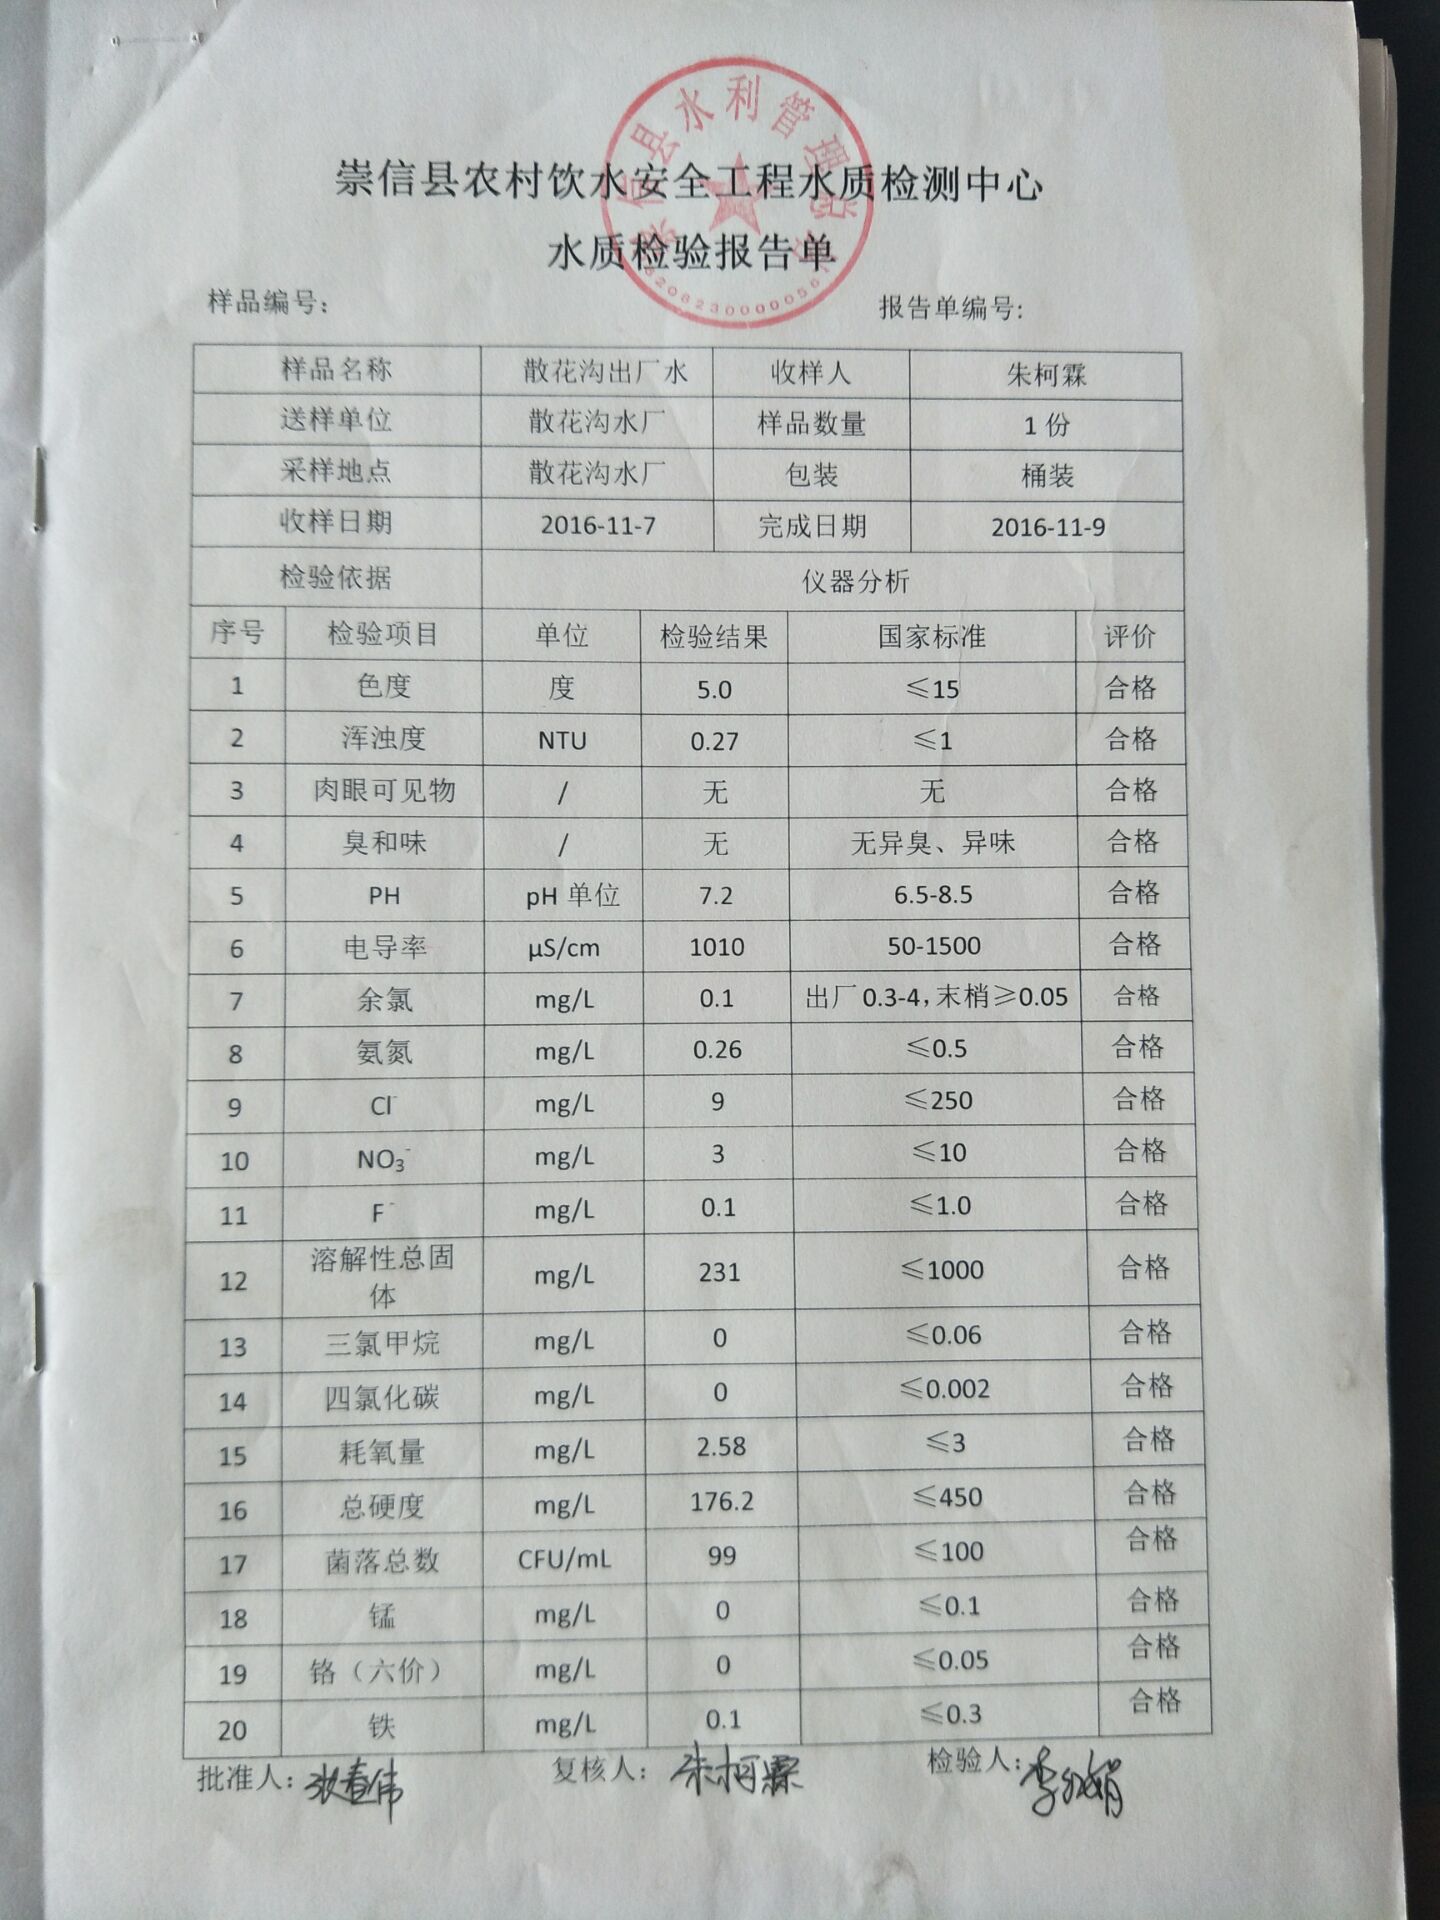 崇信县水利管理总
崇信县农村饮水安全工程水质检测中心
水质检验报告单
样品编号： 报告单编号:
样品名称 散花沟出厂水 收样人 朱柯霖
送样单位 散花沟水厂 样品数量 1 份
采样地点 散花沟水厂 包装 桶装
收样日期 2016-11-7 完成日期 2016-11-9
检验依据 仪器分析
序号 检验项目 单位 检验结果 国家标准 评价
1 色度 度 5.0 ≤15 合格
2 浑浊度 NTU 0.27 ≤1 合格
3 肉眼可见物 / 无 无 合格
4 臭和味 / 无 无异臭、异味 合格
5 PH pH 单位 7.2 6.5-8.5 合格
6 电导率 μS/cm 1010 50-1500 合格
7 余氯 mg/L 0.1 出厂 0.3-4，末梢≥0.05 合格
8 氨氮 mg/L 0.26 ≤0.5 合格
9 Cl⁻ mg/L 9 ≤250 合格
10 NO₃⁻ mg/L 3 ≤10 合格
11 F⁻ mg/L 0.1 ≤1.0 合格
12 溶解性总固体 mg/L 231 ≤1000 合格
13 三氯甲烷 mg/L 0 ≤0.06 合格
14 四氯化碳 mg/L 0 ≤0.002 合格
15 耗氧量 mg/L 2.58 ≤3 合格
16 总硬度 mg/L 176.2 ≤450 合格
17 菌落总数 CFU/mL 99 ≤100 合格
18 锰 mg/L 0 ≤0.1 合格
19 铬（六价） mg/L 0 ≤0.05 合格
20 铁 mg/L 0.1 ≤0.3 合格
批准人： 复核人： 朱柯霖 检验人：